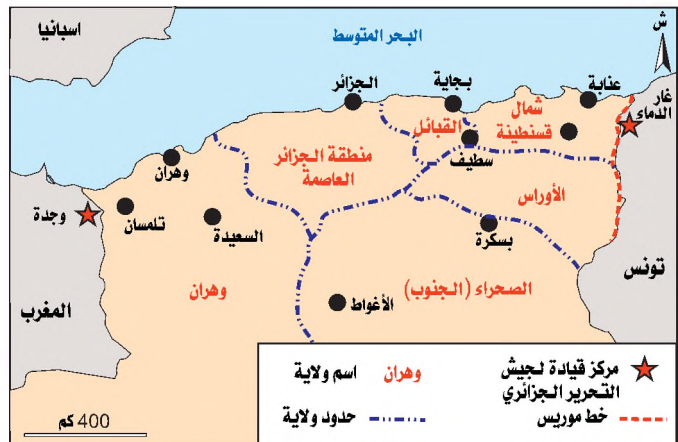 اسبانيا
البحر المتوسط
ش
الجزائر
بجاية
عنابة
غار
الدماء
شمال
قسنطينة
القبائل
سطيف
منطقة الجزائر
العاصمة
وهران
الأوراس
وجدة
تلمسان
السعيدة
بسكرة
تونس
المغرب
وهران
الأغواط
الصحراء (الجنوب)
مركز قيادة لجيش
التحرير الجزائري
وهران
اسم ولاية
خط موريس
حدود ولاية
400 كم